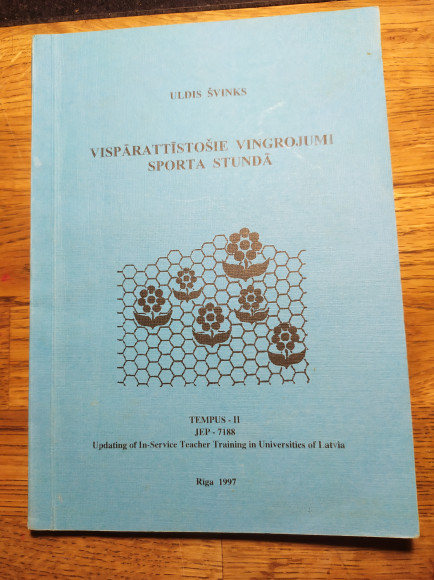 ULDIS ŠVINKS
VISPĀRATTĪSTOŠIE VINGROJUMI
SPORTA STUNDĀ
TEMPUS - II
JEP - 7188
Updating of In-Service Teacher Training in Universities of Latvia
Rīga 1997